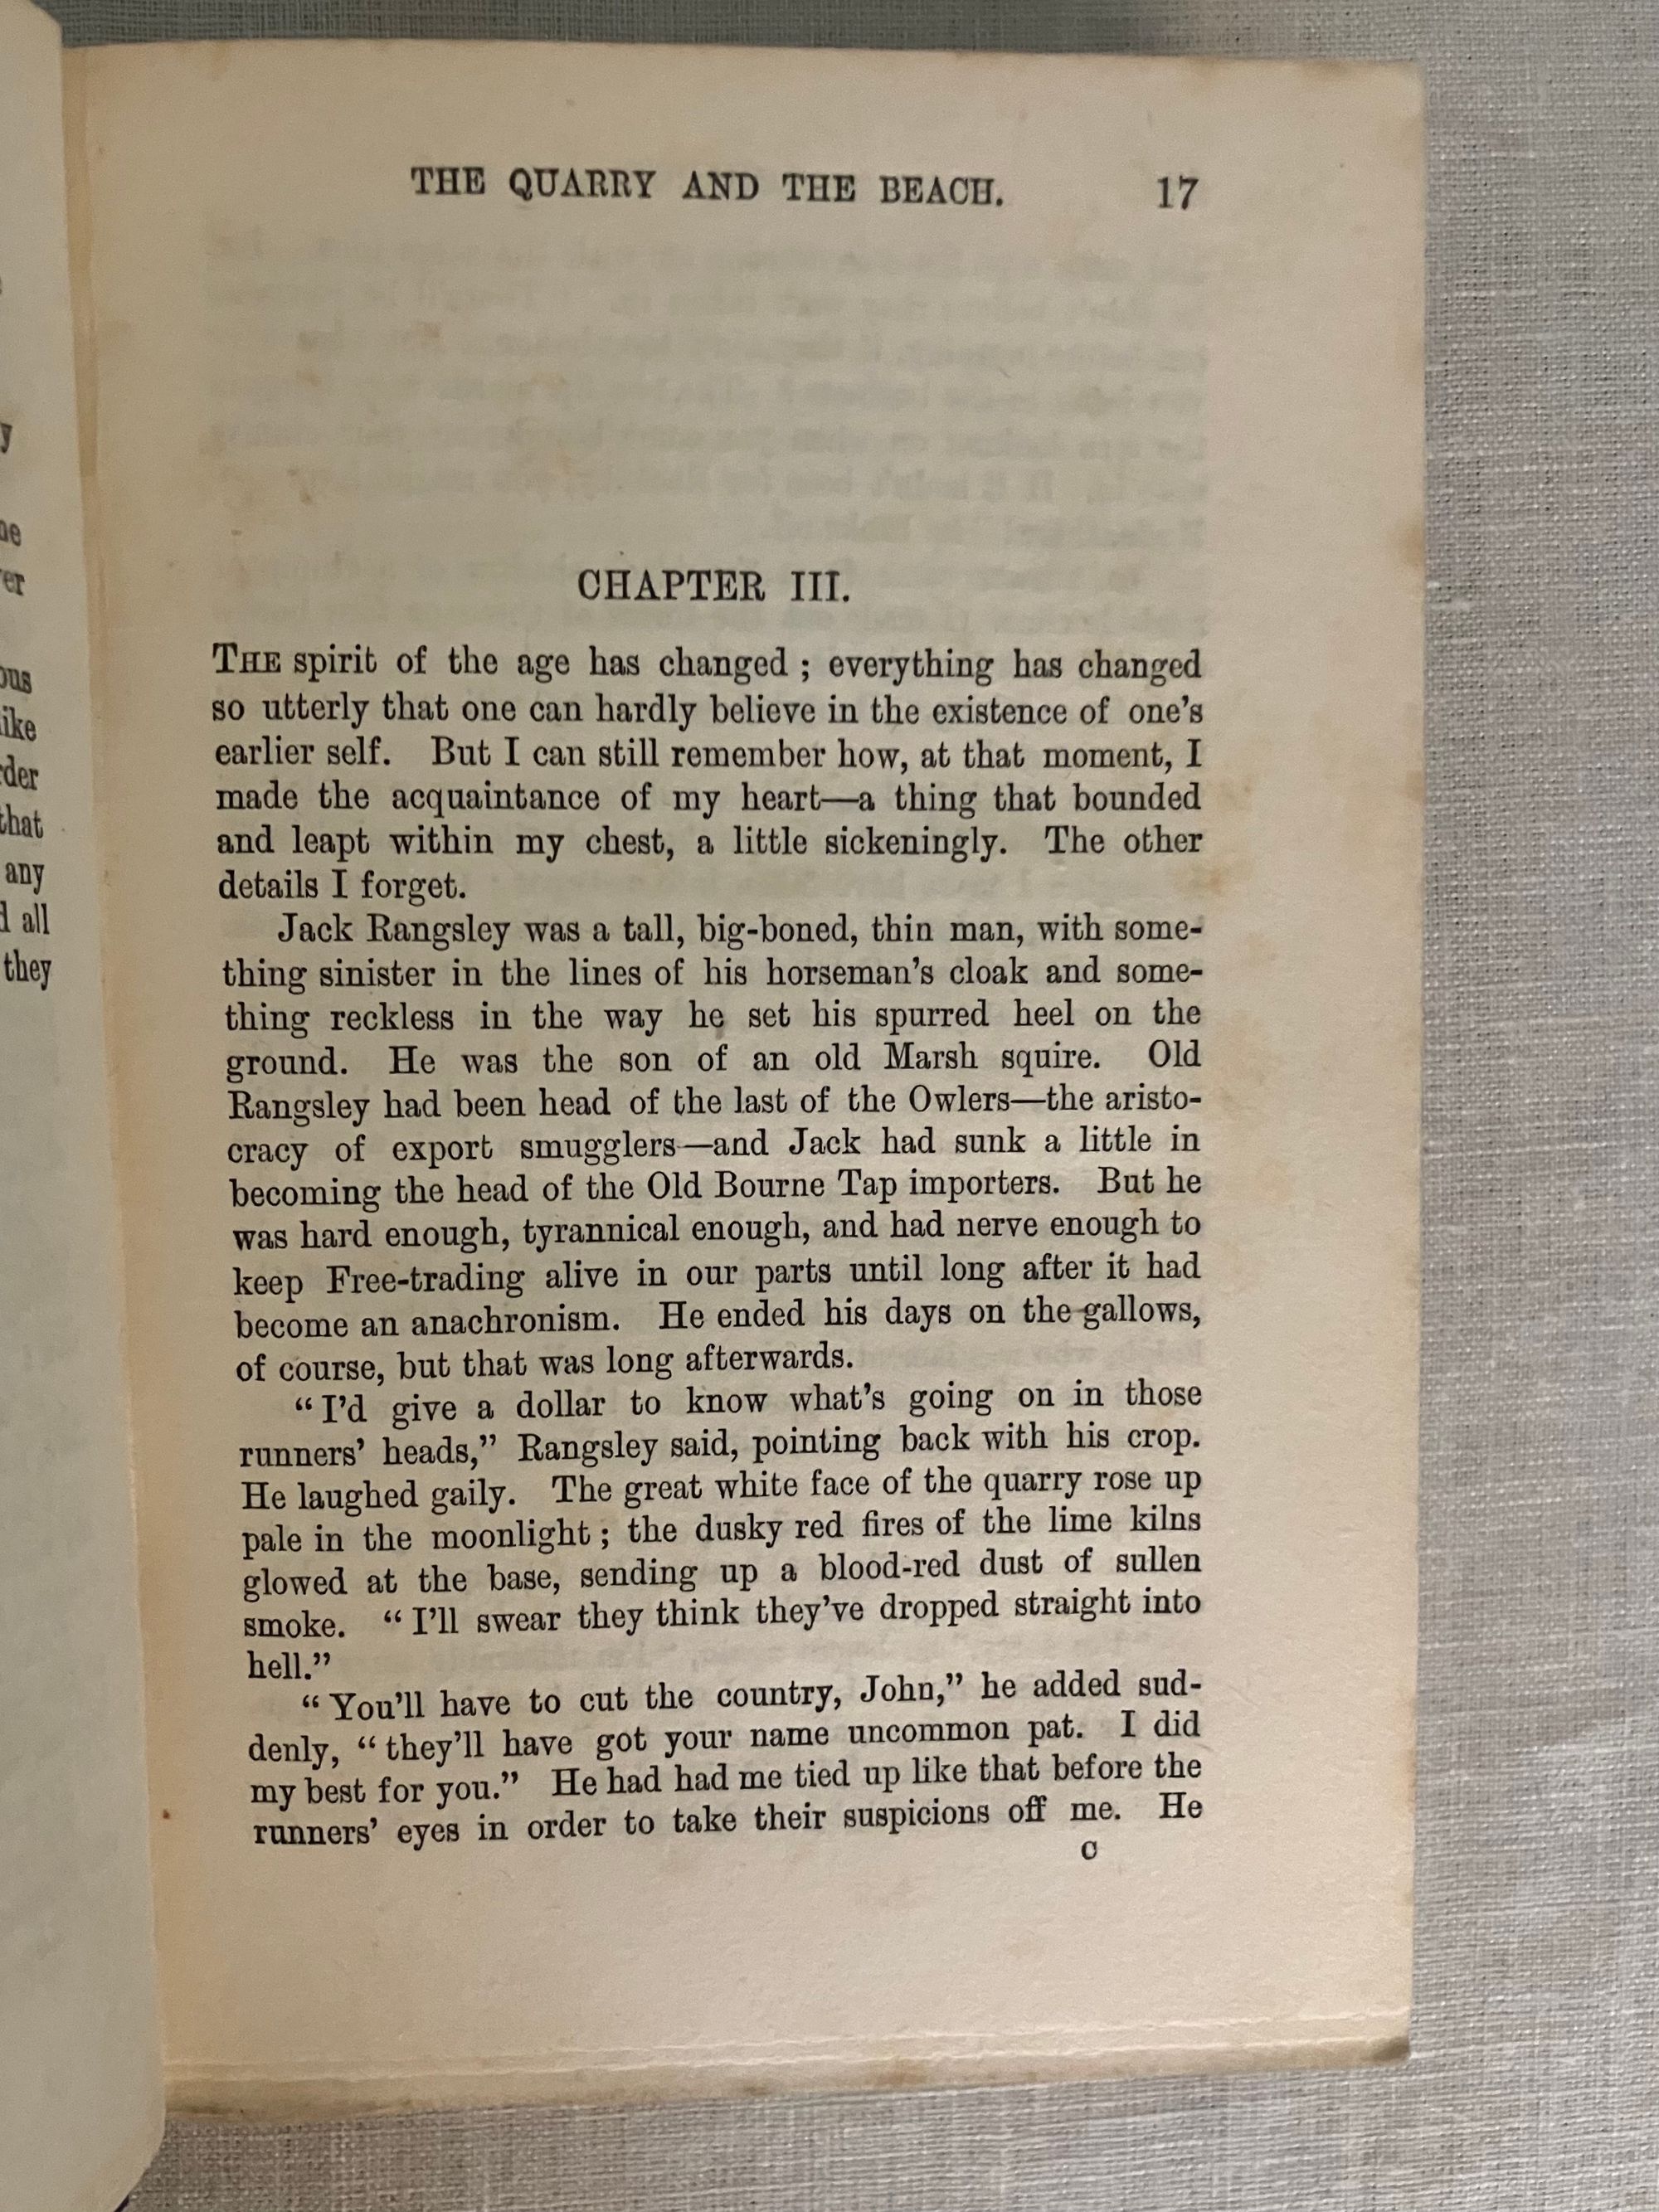 y
ne
er
ous
like
rder
that
any
d all
they
THE QUARRY AND THE BEACH. 17
CHAPTER III.
THE spirit of the age has changed ; everything has changed
so utterly that one can hardly believe in the existence of one's
earlier self. But I can still remember how, at that moment, I
made the acquaintance of my heart—a thing that bounded
and leapt within my chest, a little sickeningly. The other
details I forget.
Jack Rangsley was a tall, big-boned, thin man, with some-
thing sinister in the lines of his horseman's cloak and some-
thing reckless in the way he set his spurred heel on the
ground. He was the son of an old Marsh squire. Old
Rangsley had been head of the last of the Owlers—the aristo-
cracy of export smugglers—and Jack had sunk a little in
becoming the head of the Old Bourne Tap importers. But he
was hard enough, tyrannical enough, and had nerve enough to
keep Free-trading alive in our parts until long after it had
become an anachronism. He ended his days on the gallows,
of course, but that was long afterwards.
“I'd give a dollar to know what's going on in those
runners' heads,” Rangsley said, pointing back with his crop.
He laughed gaily. The great white face of the quarry rose up
pale in the moonlight ; the dusky red fires of the lime kilns
glowed at the base, sending up a blood-red dust of sullen
smoke. “I'll swear they think they've dropped straight into
hell.”
“You'll have to cut the country, John,” he added sud-
denly, “they'll have got your name uncommon pat. I did
my best for you.” He had had me tied up like that before the
runners' eyes in order to take their suspicions off me. He
C